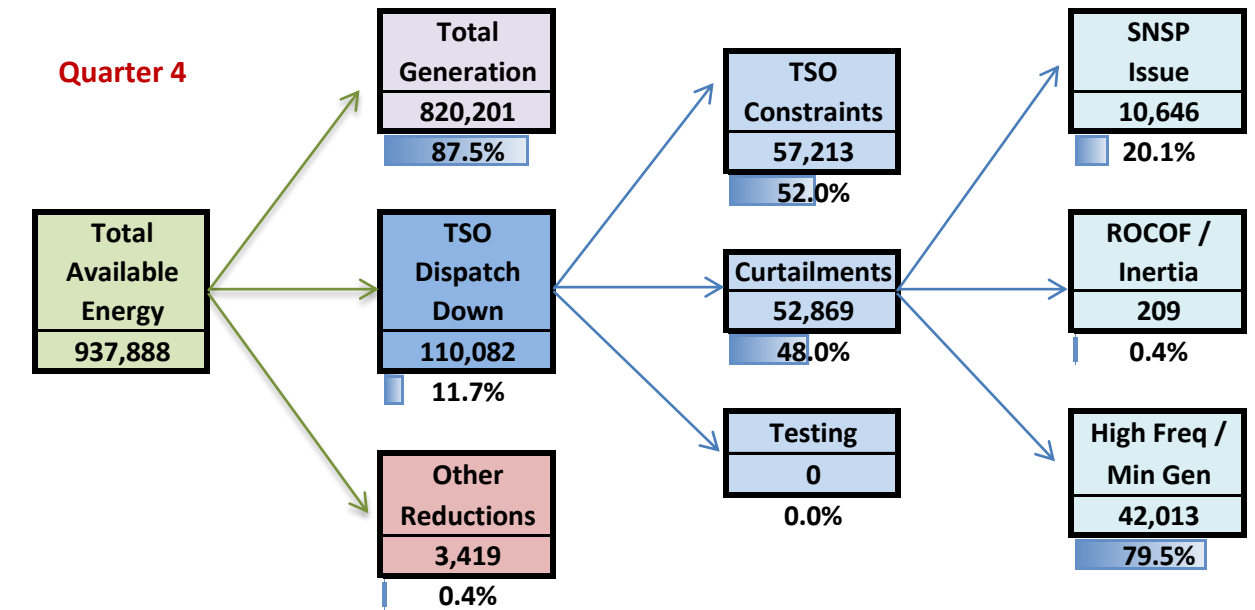 Quarter 4
Total
Available
Energy
937,888
Total
Generation
820,201
87.5%
TSO
Dispatch
Down
110,082
11.7%
Other
Reductions
3,419
0.4%
TSO
Constraints
57,213
52.0%
Curtailments
52,869
48.0%
Testing
0
0.0%
SNSP
Issue
10,646
20.1%
ROCOF /
Inertia
209
0.4%
High Freq /
Min Gen
42,013
79.5%